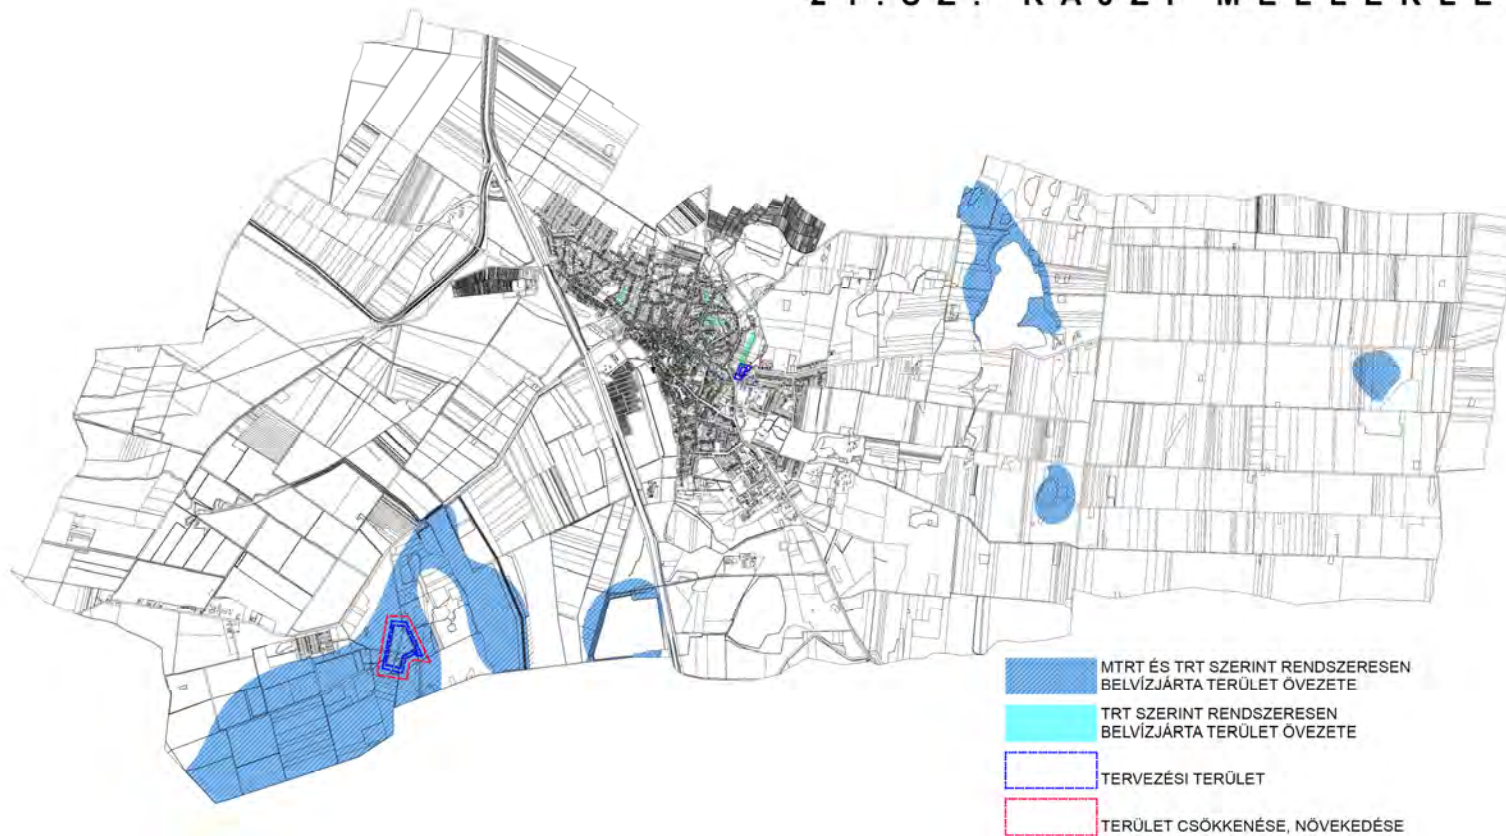 MTRT ÉS TRT SZERINT RENDSZERESEN
BELVÍZJÁRTA TERÜLET ÖVEZETE
TRT SZERINT RENDSZERESEN
BELVÍZJÁRTA TERÜLET ÖVEZETE
TERVEZÉSI TERÜLET
TERÜLET CSÖKKENÉSE, NÖVEKEDÉSE